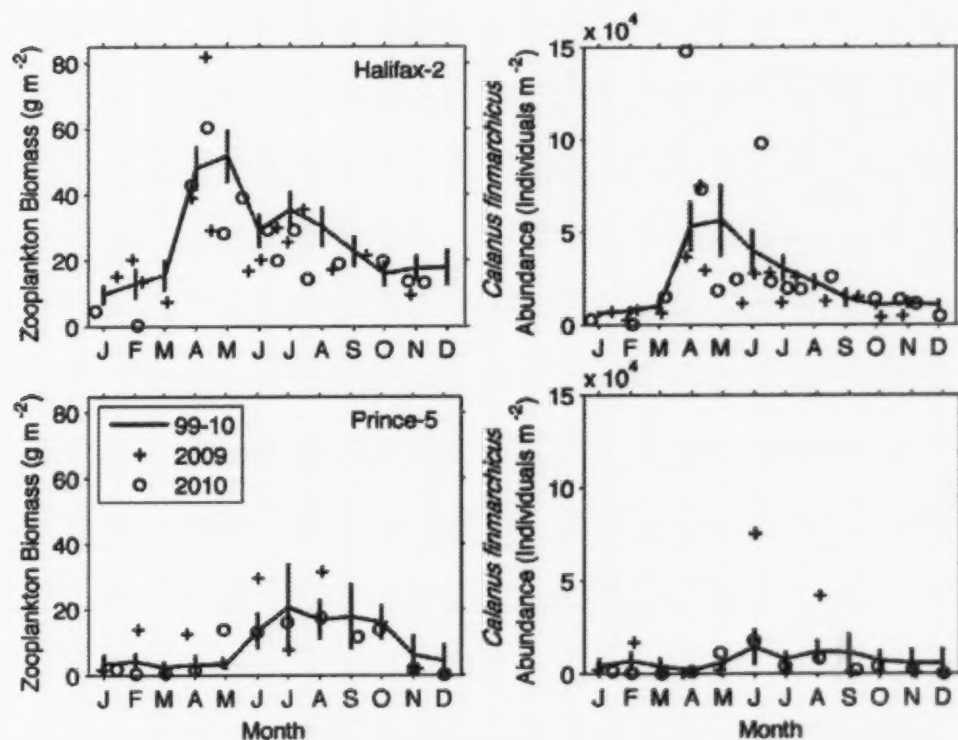 Halifax-2
Zooplankton Biomass (g m⁻²)
80
60
40
20
0
J F M A M J J A S O N D
x 10⁴
Calanus finmarchicus
Abundance (Individuals m⁻²)
15
10
5
0
J F M A M J J A S O N D
Prince-5
99-10
2009
2010
Zooplankton Biomass (g m⁻²)
80
60
40
20
0
J F M A M J J A S O N D
Month
x 10⁴
Calanus finmarchicus
Abundance (Individuals m⁻²)
15
10
5
0
J F M A M J J A S O N D
Month